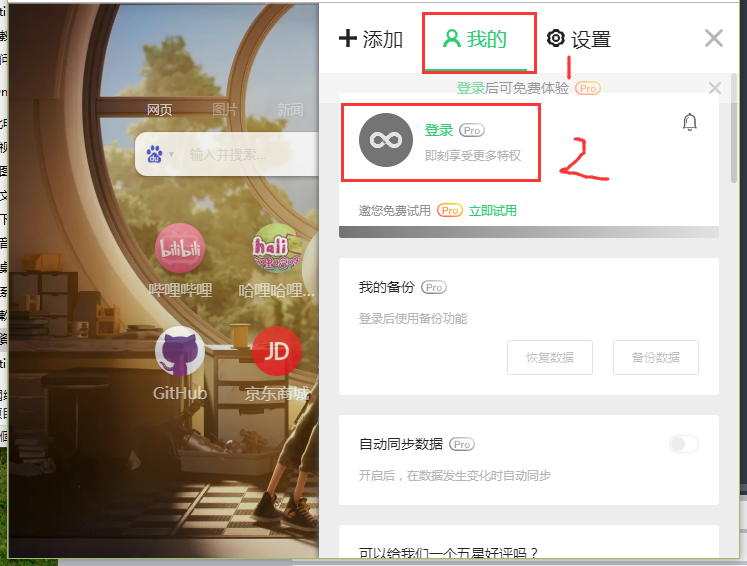 添加
我的
设置
登录后可免费体验 Pro
1
网页 图片 新闻
du 输入并搜索...
登录 Pro
即刻享受更多特权
2
邀您免费试用 Pro 立即试用
bilibili
hali
哔哩哔哩
哈哩哈哩...
我的备份 Pro
登录后使用备份功能
恢复数据
备份数据
JD
GitHub
京东商城
自动同步数据 Pro
开启后，在数据发生变化时自动同步
可以给我们一个五星好评吗？